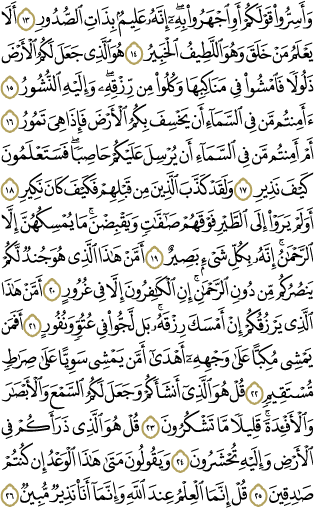 وَأَسِرُّوا۟ قَوْلَكُمْ أَوِ ٱجْهَرُوا۟ بِهِۦٓ إِنَّهُۥ عَلِيمٌۢ بِذَاتِ ٱلصُّدُورِ ١٣ أَلَا
يَعْلَمُ مَنْ خَلَقَ وَهُوَ ٱللَّطِيفُ ٱلْخَبِيرُ ١٤ هُوَ ٱلَّذِى جَعَلَ لَكُمُ ٱلْأَرْضَ
ذَلُولًا فَٱمْشُوا۟ فِى مَنَاكِبِهَا وَكُلُوا۟ مِن رِّزْقِهِۦ وَإِلَيْهِ ٱلنُّشُورُ ١٥
ءَأَمِنتُم مَّن فِى ٱلسَّمَآءِ أَن يَخْسِفَ بِكُمُ ٱلْأَرْضَ فَإِذَا هِىَ تَمُورُ ١٦
أَمْ أَمِنتُم مَّن فِى ٱلسَّمَآءِ أَن يُرْسِلَ عَلَيْكُمْ حَاصِبًا فَسَتَعْلَمُونَ
كَيْفَ نَذِيرِ ١٧ وَلَقَدْ كَذَّبَ ٱلَّذِينَ مِن قَبْلِهِمْ فَكَيْفَ كَانَ نَكِيرِ ١٨
أَوَلَمْ يَرَوْا۟ إِلَى ٱلطَّيْرِ فَوْقَهُمْ صَٰٓفَّٰتٍ وَيَقْبِضْنَ مَا يُمْسِكُهُنَّ إِلَّا
ٱلرَّحْمَٰنُ إِنَّهُۥ بِكُلِّ شَىْءٍۭ بَصِيرٌ ١٩ أَمَّنْ هَٰذَا ٱلَّذِى هُوَ جُندٌ لَّكُمْ
يَنصُرُكُم مِّن دُونِ ٱلرَّحْمَٰنِ إِنِ ٱلْكَٰفِرُونَ إِلَّا فِى غُرُورٍ ٢٠ أَمَّنْ هَٰذَا
ٱلَّذِى يَرْزُقُكُمْ إِنْ أَمْسَكَ رِزْقَهُۥ بَل لَّجُّوا۟ فِى عُتُوٍّ وَنُفُورٍ ٢١ أَفَمَن
يَمْشِى مُكِبًّا عَلَىٰ وَجْهِهِۦٓ أَهْدَىٰٓ أَمَّن يَمْشِى سَوِيًّا عَلَىٰ صِرَٰطٍ
مُّسْتَقِيمٍ ٢٢ قُلْ هُوَ ٱلَّذِىٓ أَنشَأَكُمْ وَجَعَلَ لَكُمُ ٱلسَّمْعَ وَٱلْأَبْصَٰرَ
وَٱلْأَفْـِٔدَةَ قَلِيلًا مَّا تَشْكُرُونَ ٢٣ قُلْ هُوَ ٱلَّذِى ذَرَأَكُمْ فِى
ٱلْأَرْضِ وَإِلَيْهِ تُحْشَرُونَ ٢٤ وَيَقُولُونَ مَتَىٰ هَٰذَا ٱلْوَعْدُ إِن كُنتُمْ
صَٰدِقِينَ ٢٥ قُلْ إِنَّمَا ٱلْعِلْمُ عِندَ ٱللَّهِ وَإِنَّمَآ أَنَا۠ نَذِيرٌ مُّبِينٌ ٢٦